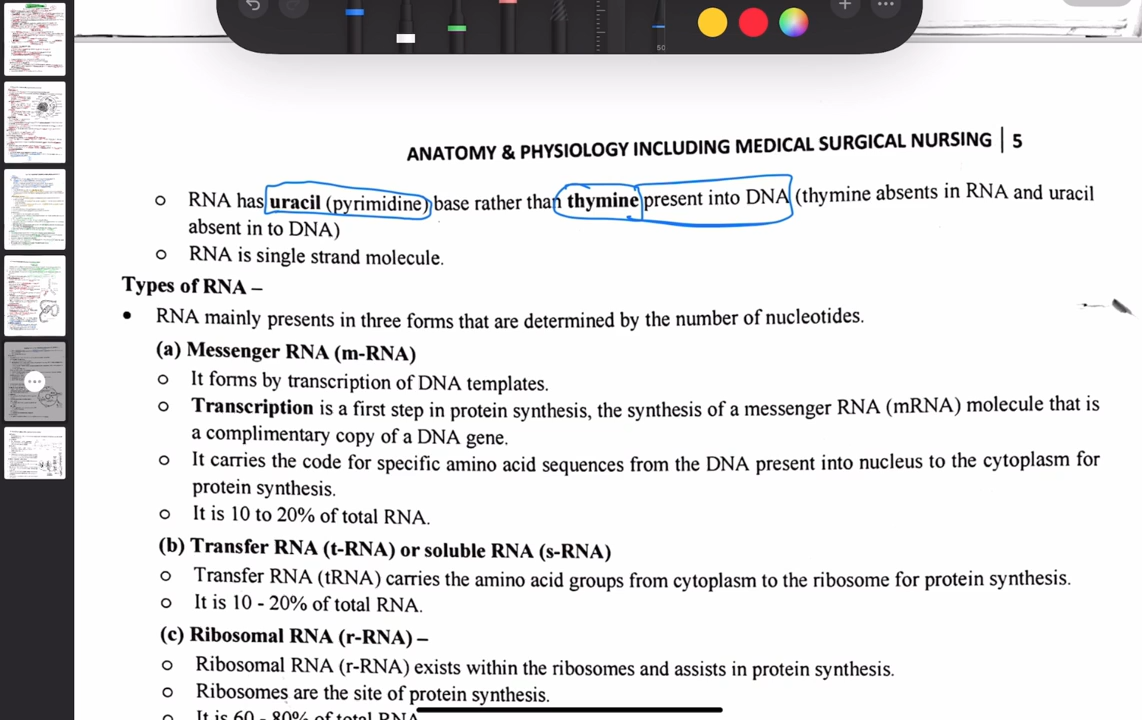 50
ANATOMY & PHYSIOLOGY INCLUDING MEDICAL SURGICAL NURSING | 5
RNA has uracil (pyrimidine) base rather than thymine present into DNA (thymine absents in RNA and uracil
absent in to DNA)
RNA is single strand molecule.
Types of RNA –
RNA mainly presents in three forms that are determined by the number of nucleotides.
(a) Messenger RNA (m-RNA)
It forms by transcription of DNA templates.
Transcription is a first step in protein synthesis, the synthesis of a messenger RNA (mRNA) molecule that is
a complimentary copy of a DNA gene.
It carries the code for specific amino acid sequences from the DNA present into nucleus to the cytoplasm for
protein synthesis.
It is 10 to 20% of total RNA.
(b) Transfer RNA (t-RNA) or soluble RNA (s-RNA)
Transfer RNA (tRNA) carries the amino acid groups from cytoplasm to the ribosome for protein synthesis.
It is 10 - 20% of total RNA.
(c) Ribosomal RNA (r-RNA) –
Ribosomal RNA (r-RNA) exists within the ribosomes and assists in protein synthesis.
Ribosomes are the site of protein synthesis.
It is 60 - 80% of total RNA